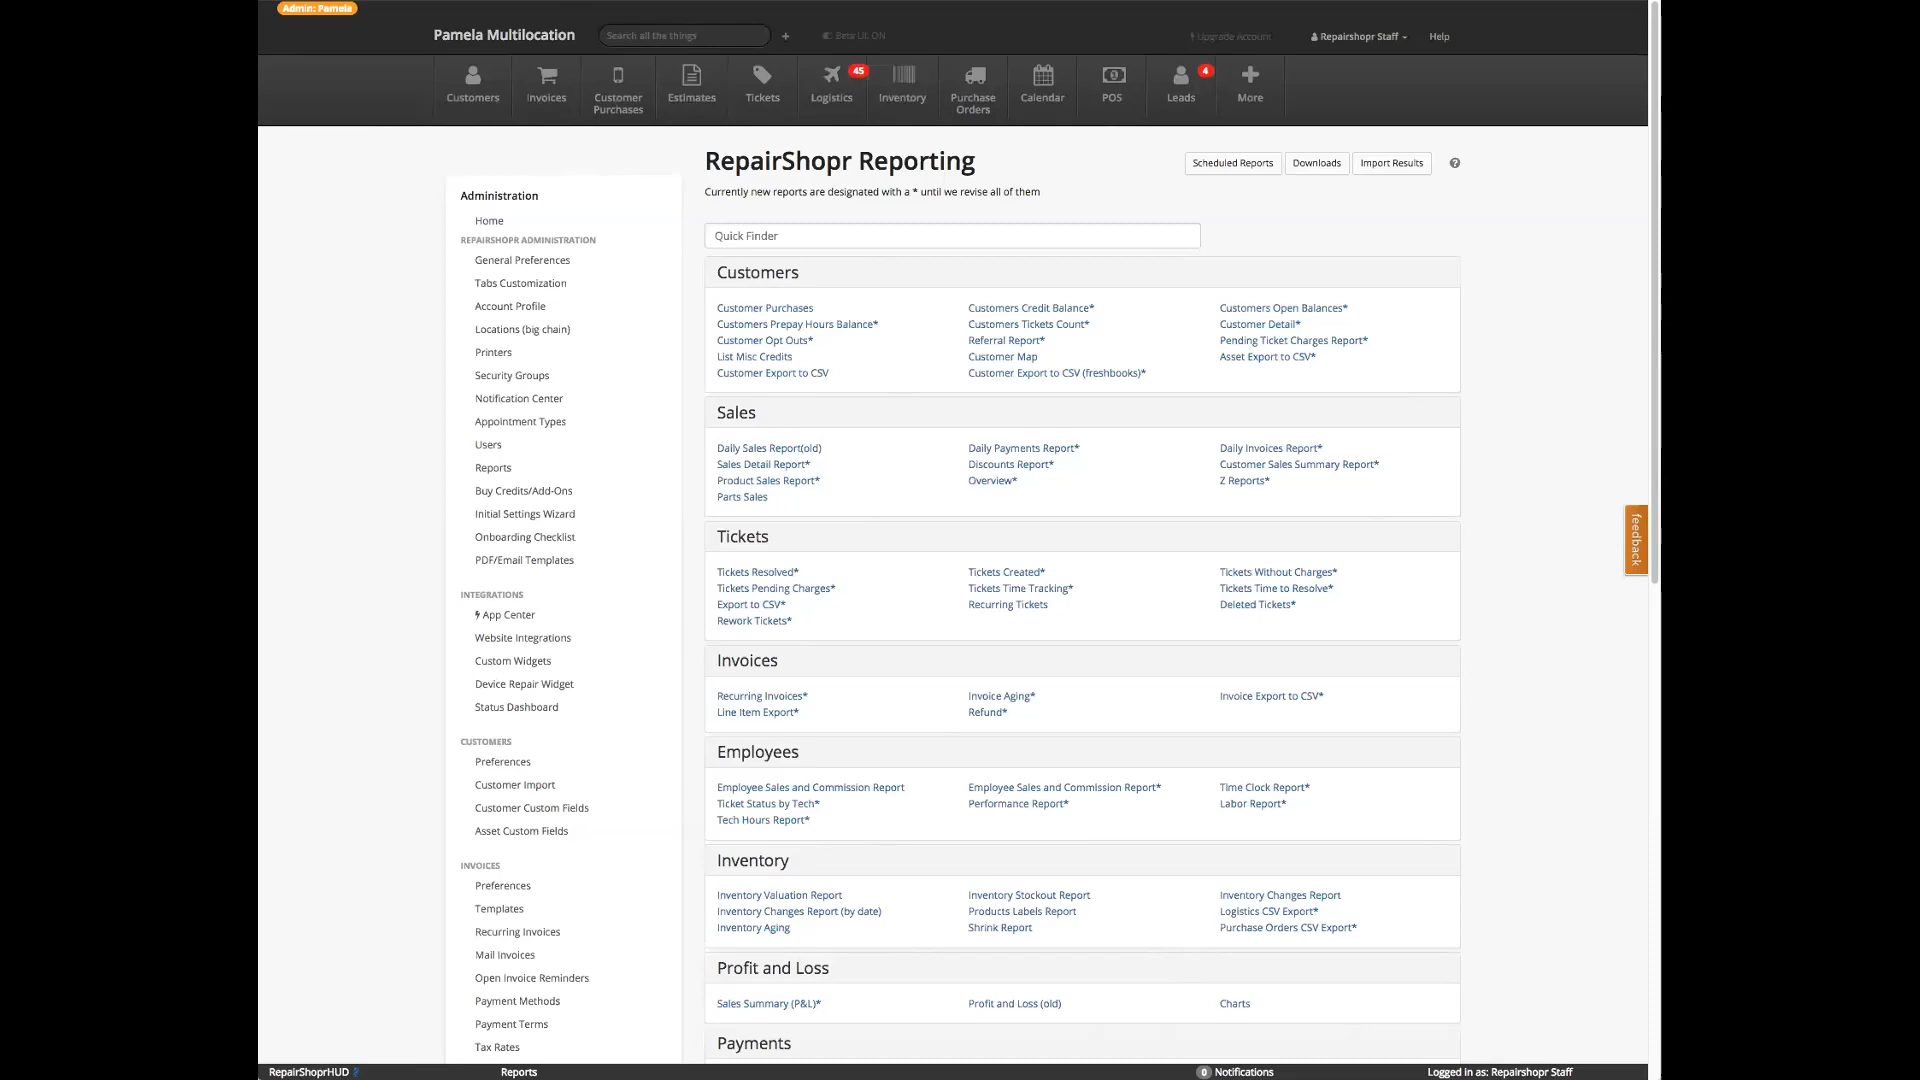 Admin: Pamela
Pamela Multilocation
Search all the things
+
Beta UI: ON
Upgrade Account
Repairshopr Staff
Help
Customers
Invoices
Customer Purchases
Estimates
Tickets
Logistics
45
Inventory
Purchase Orders
Calendar
POS
Leads
4
More
Administration
Home
REPAIRSHOPR ADMINISTRATION
General Preferences
Tabs Customization
Account Profile
Locations (big chain)
Printers
Security Groups
Notification Center
Appointment Types
Users
Reports
Buy Credits/Add-Ons
Initial Settings Wizard
Onboarding Checklist
PDF/Email Templates
INTEGRATIONS
App Center
Website Integrations
Custom Widgets
Device Repair Widget
Status Dashboard
CUSTOMERS
Preferences
Customer Import
Customer Custom Fields
Asset Custom Fields
INVOICES
Preferences
Templates
Recurring Invoices
Mail Invoices
Open Invoice Reminders
Payment Methods
Payment Terms
Tax Rates
RepairShopr Reporting
Scheduled Reports
Downloads
Import Results
?
Currently new reports are designated with a * until we revise all of them
Quick Finder
Customers
Customer Purchases
Customers Credit Balance*
Customers Open Balances*
Customers Prepay Hours Balance*
Customers Tickets Count*
Customer Detail*
Customer Opt Outs*
Referral Report*
Pending Ticket Charges Report*
List Misc Credits
Customer Map
Asset Export to CSV*
Customer Export to CSV
Customer Export to CSV (freshbooks)*
Sales
Daily Sales Report(old)
Daily Payments Report*
Daily Invoices Report*
Sales Detail Report*
Discounts Report*
Customer Sales Summary Report*
Product Sales Report*
Overview*
Z Reports*
Parts Sales
Tickets
Tickets Resolved*
Tickets Created*
Tickets Without Charges*
Tickets Pending Charges*
Tickets Time Tracking*
Tickets Time to Resolve*
Export to CSV*
Recurring Tickets
Deleted Tickets*
Rework Tickets*
Invoices
Recurring Invoices*
Invoice Aging*
Invoice Export to CSV*
Line Item Export*
Refund*
Employees
Employee Sales and Commission Report
Employee Sales and Commission Report*
Time Clock Report*
Ticket Status by Tech*
Performance Report*
Labor Report*
Tech Hours Report*
Inventory
Inventory Valuation Report
Inventory Stockout Report
Inventory Changes Report
Inventory Changes Report (by date)
Products Labels Report
Logistics CSV Export*
Inventory Aging
Shrink Report
Purchase Orders CSV Export*
Profit and Loss
Sales Summary (P&L)*
Profit and Loss (old)
Charts
Payments
feedback
RepairShoprHUD
Reports
0 Notifications
Logged in as: Repairshopr Staff